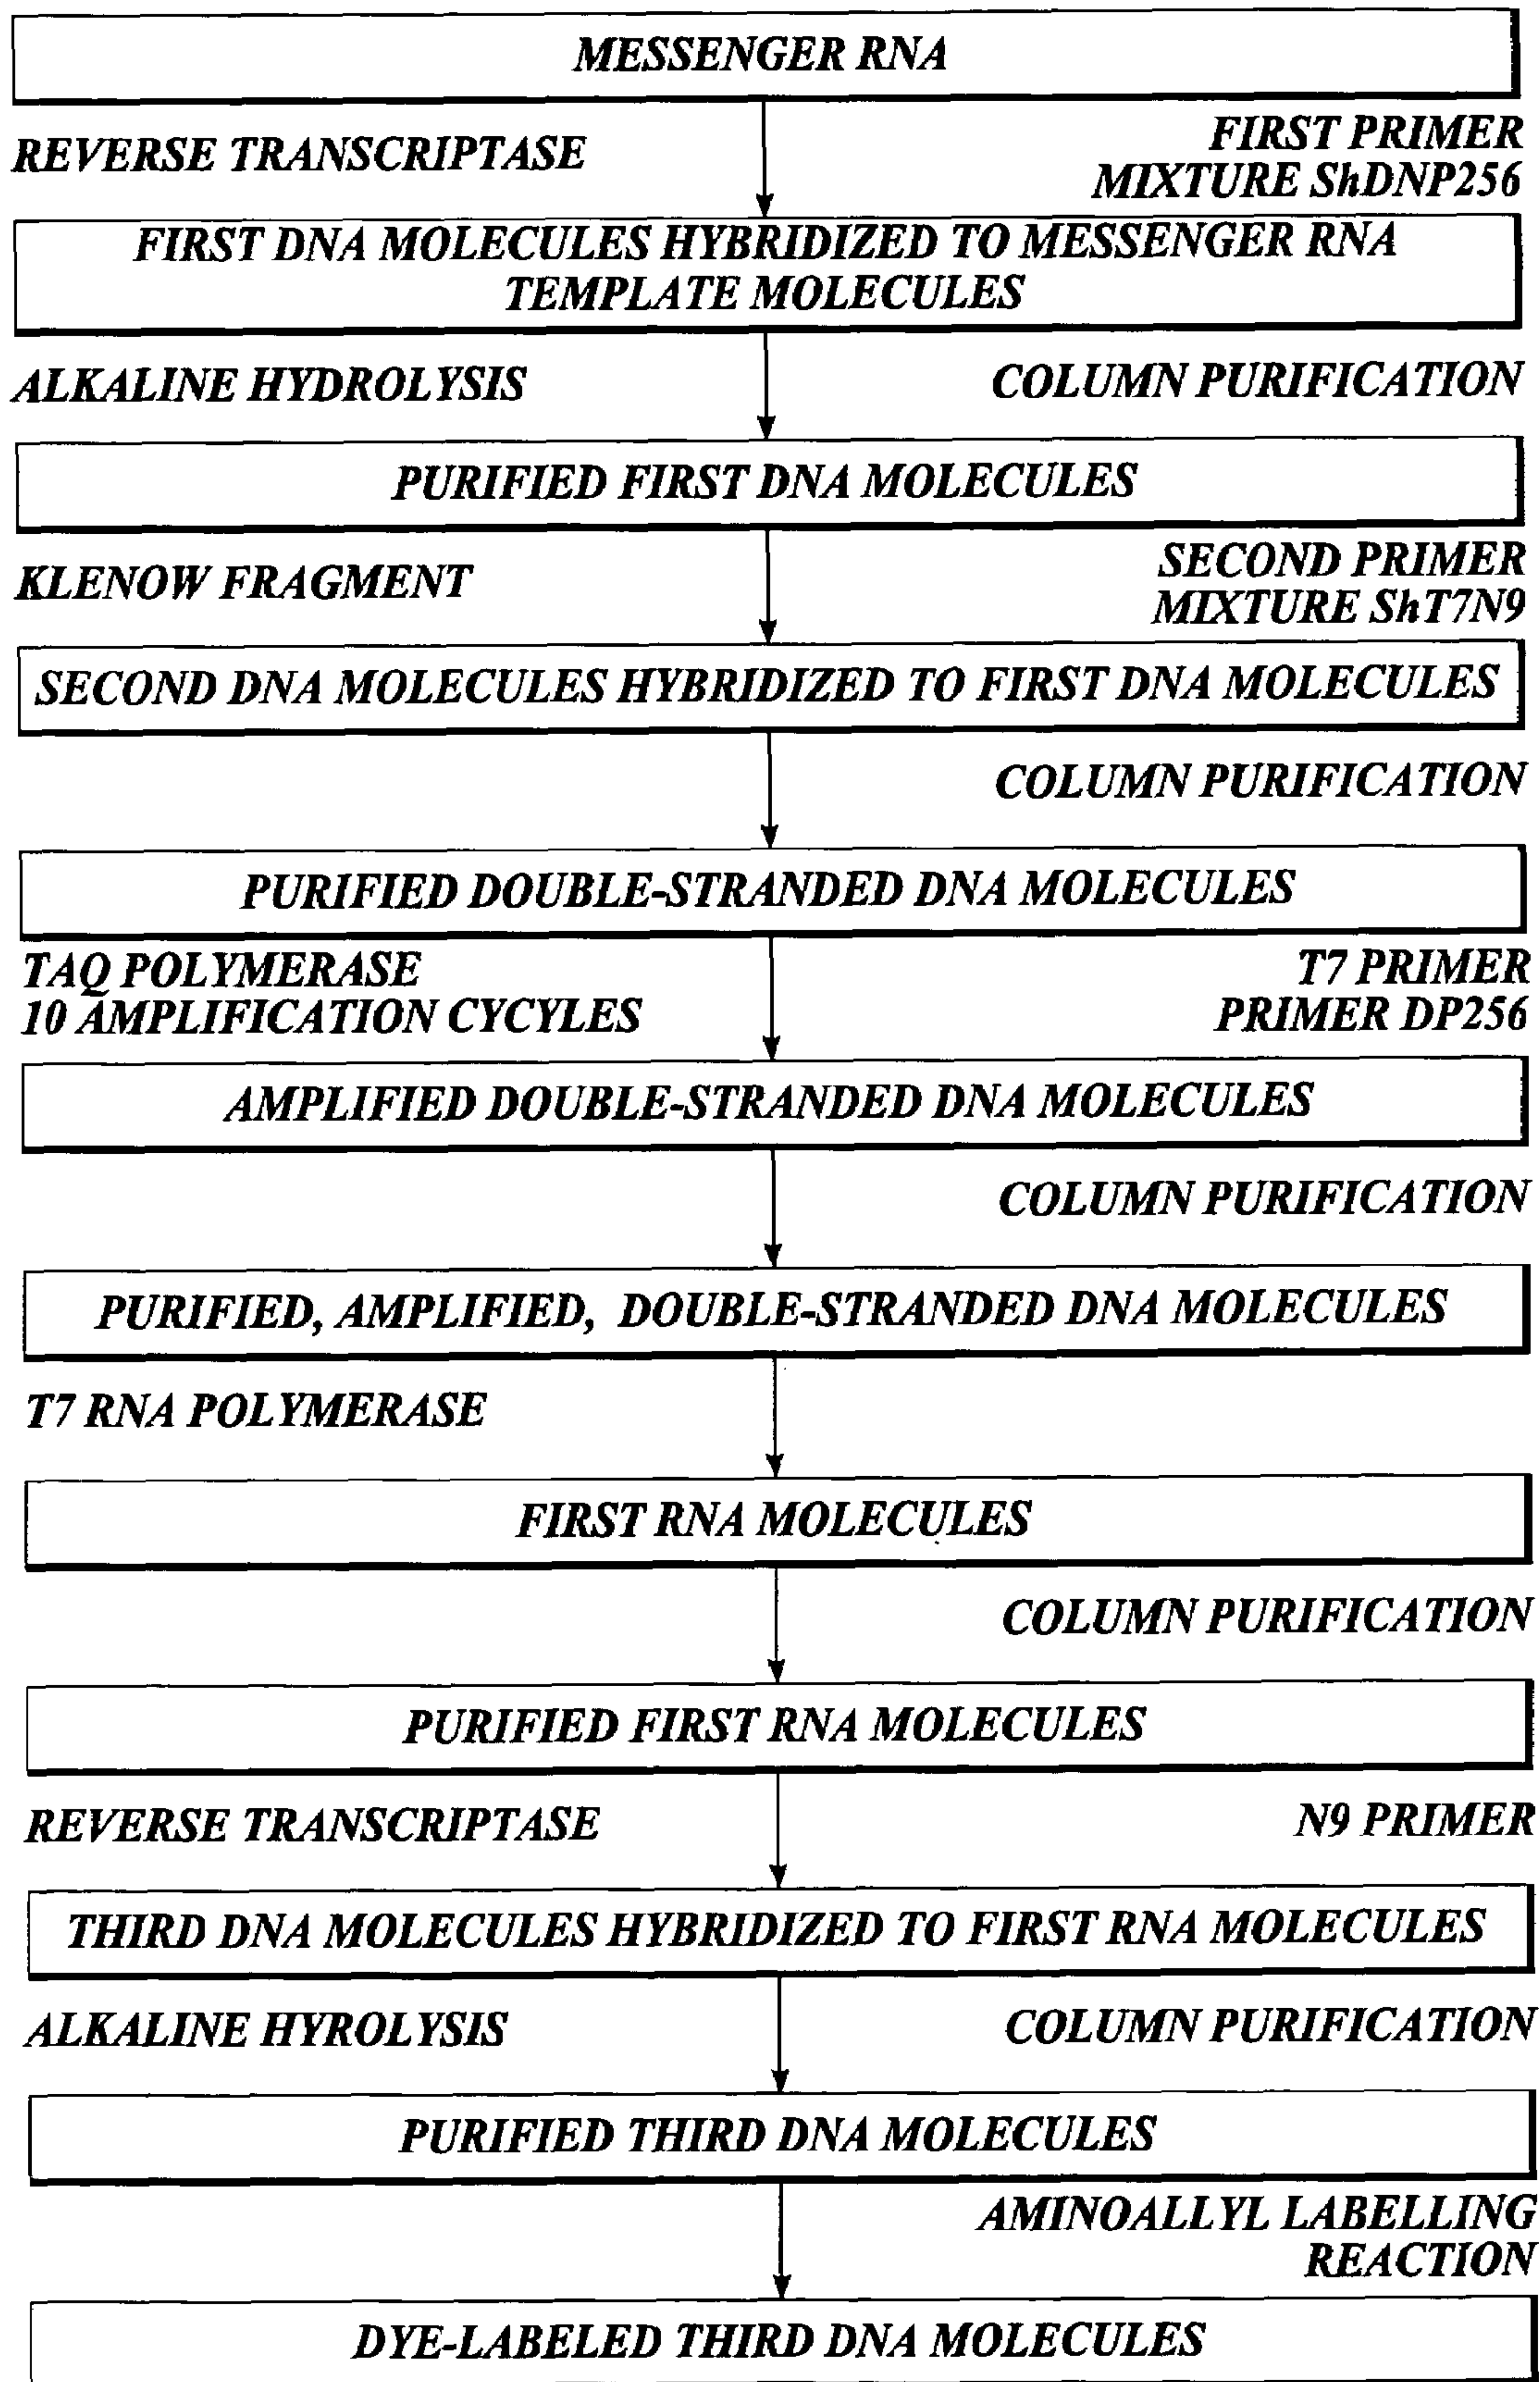 MESSENGER RNA
REVERSE TRANSCRIPTASE
FIRST PRIMER
MIXTURE ShDNP256
FIRST DNA MOLECULES HYBRIDIZED TO MESSENGER RNA
TEMPLATE MOLECULES
ALKALINE HYDROLYSIS
COLUMN PURIFICATION
PURIFIED FIRST DNA MOLECULES
KLENOW FRAGMENT
SECOND PRIMER
MIXTURE ShT7N9
SECOND DNA MOLECULES HYBRIDIZED TO FIRST DNA MOLECULES
COLUMN PURIFICATION
PURIFIED DOUBLE-STRANDED DNA MOLECULES
TAQ POLYMERASE
10 AMPLIFICATION CYCYLES
T7 PRIMER
PRIMER DP256
AMPLIFIED DOUBLE-STRANDED DNA MOLECULES
COLUMN PURIFICATION
PURIFIED, AMPLIFIED, DOUBLE-STRANDED DNA MOLECULES
T7 RNA POLYMERASE
FIRST RNA MOLECULES
COLUMN PURIFICATION
PURIFIED FIRST RNA MOLECULES
REVERSE TRANSCRIPTASE
N9 PRIMER
THIRD DNA MOLECULES HYBRIDIZED TO FIRST RNA MOLECULES
ALKALINE HYROLYSIS
COLUMN PURIFICATION
PURIFIED THIRD DNA MOLECULES
AMINOALLYL LABELLING
REACTION
DYE-LABELED THIRD DNA MOLECULES